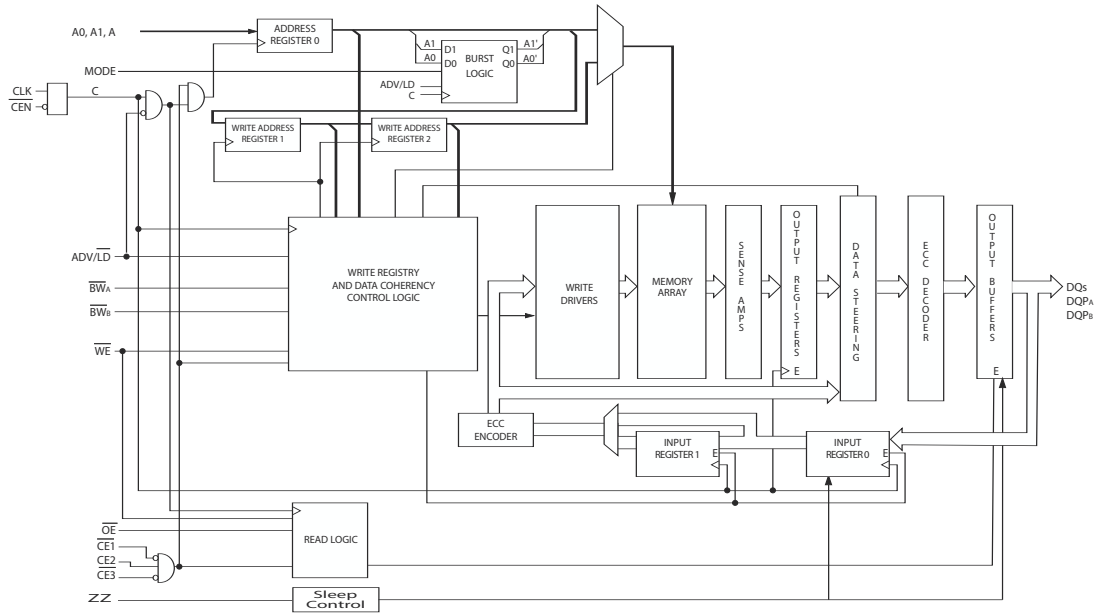 A0, A1, A
ADDRESS
REGISTER 0
A1
A0
D1
D0
BURST
LOGIC
Q1
Q0
A1'
A0'
MODE
ADV/LD
C
CLK
CEN
C
WRITE ADDRESS
REGISTER 1
WRITE ADDRESS
REGISTER 2
ADV/LD
BWA
BWB
WE
WRITE REGISTRY
AND DATA COHERENCY
CONTROL LOGIC
WRITE
DRIVERS
MEMORY
ARRAY
SENSE AMPS
OUTPUT REGISTERS
E
DATA STEERING
ECC DECODER
OUTPUT BUFFERS
E
DQs
DQPA
DQPB
ECC
ENCODER
INPUT
REGISTER 1
E
INPUT
REGISTER 0
E
OE
CE1
CE2
CE3
READ LOGIC
ZZ
Sleep
Control